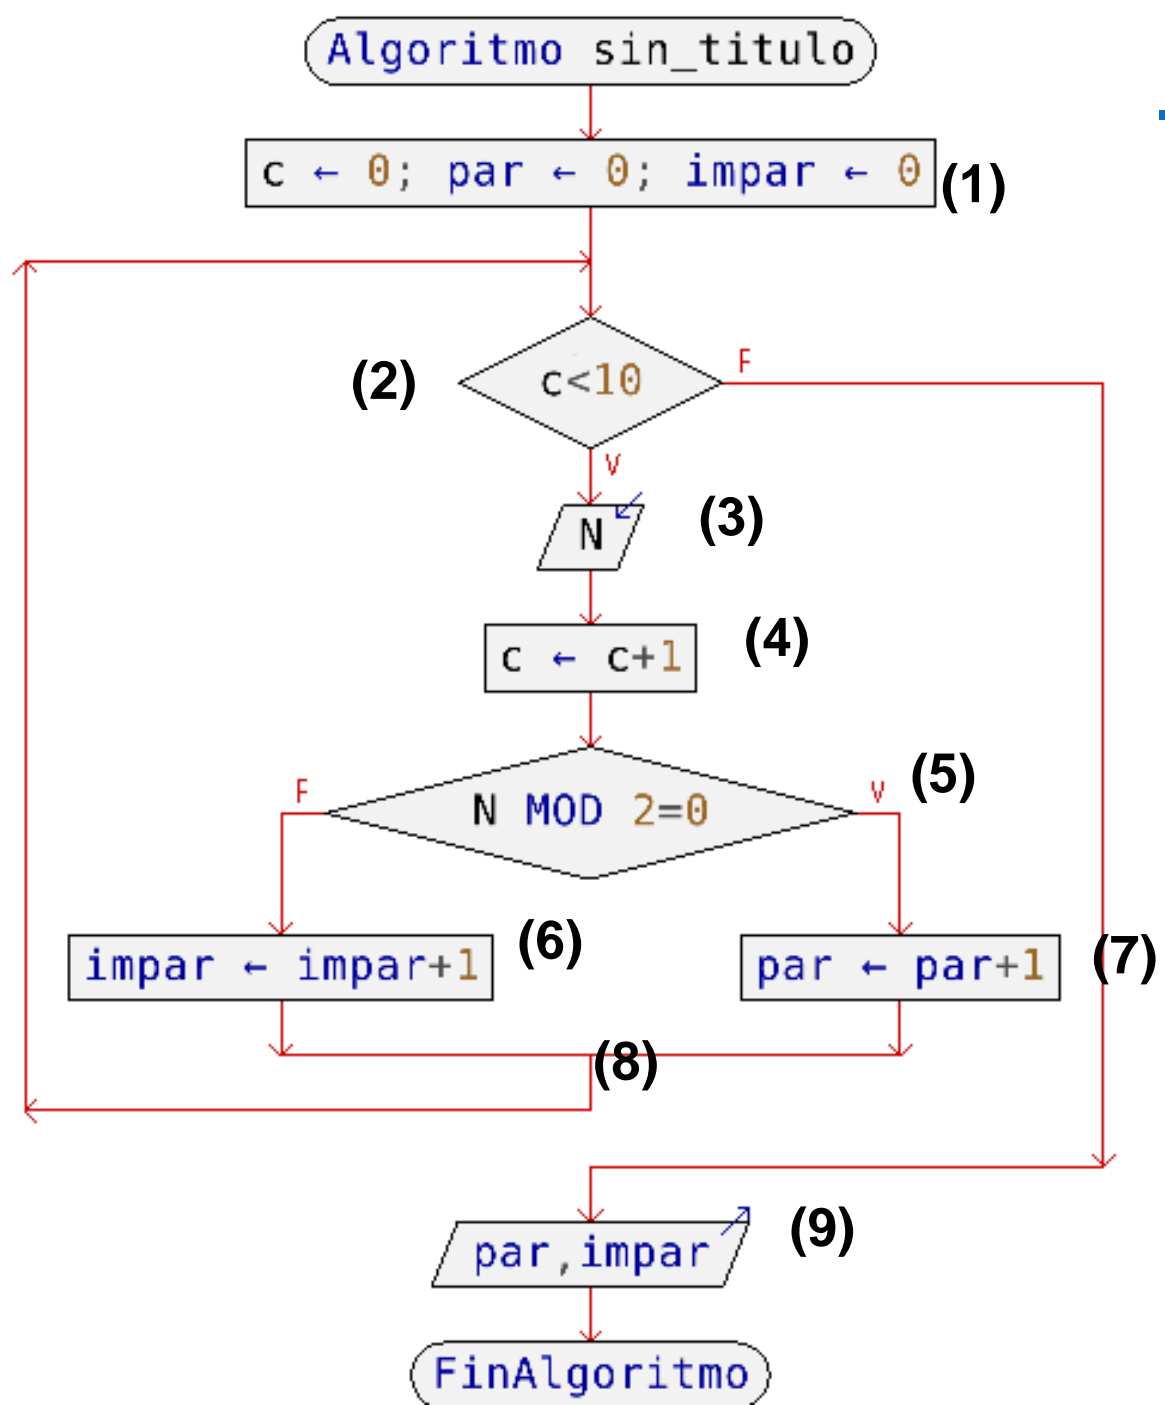 Algoritmo sin_titulo
c ← 0; par ← 0; impar ← 0
(1)
(2)
c<10
F
V
N
(3)
c ← c+1
(4)
F
N MOD 2=0
V
(5)
impar ← impar+1
(6)
par ← par+1
(7)
(8)
par,impar
(9)
FinAlgoritmo